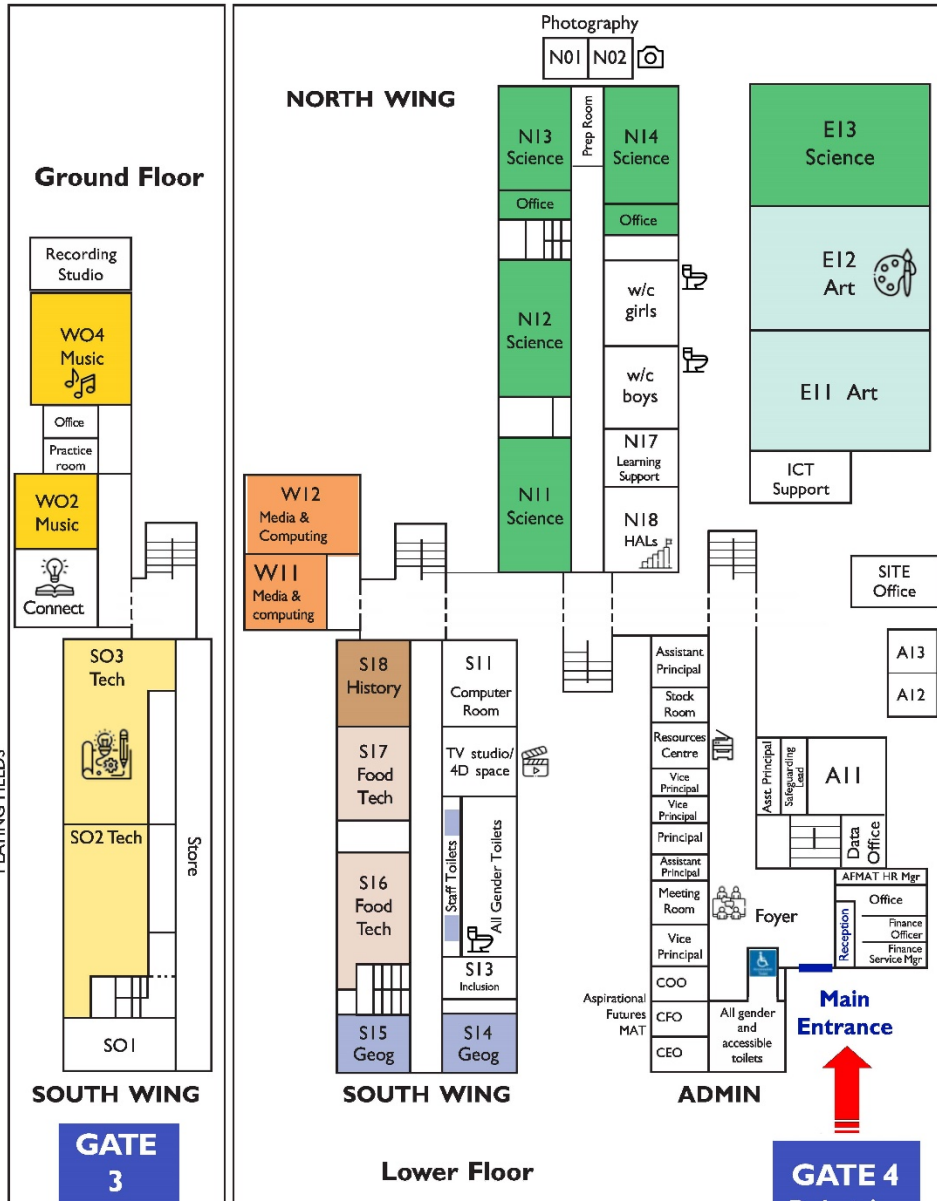 Ground Floor
Recording
Studio
WO4
Music
Office
Practice
room
WO2
Music
Connect
SO3
Tech
SO2 Tech
Store
SO1
SOUTH WING
GATE
3
PLAYING FIELDS
NORTH WING
Photography
N01
N02
N13
Science
Prep Room
N14
Science
Office
Office
N12
Science
w/c
girls
w/c
boys
N17
Learning
Support
N11
Science
N18
HALs
E13
Science
E12
Art
E11 Art
ICT
Support
W12
Media &
Computing
W11
Media &
computing
SITE
Office
A13
A12
S18
History
S11
Computer
Room
S17
Food
Tech
TV studio/
4D space
Staff Toilets
All Gender Toilets
S16
Food
Tech
S13
Inclusion
S15
Geog
S14
Geog
SOUTH WING
Assistant
Principal
Stock
Room
Resources
Centre
Vice
Principal
Vice
Principal
Principal
Assistant
Principal
Meeting
Room
Vice
Principal
COO
CFO
CEO
Aspirational
Futures
MAT
Asst. Principal
Safeguarding
Lead
A11
Data
Office
AFMAT HR Mgr
Office
Reception
Finance
Officer
Finance
Service Mgr
Foyer
All gender
and
accessible
toilets
Main
Entrance
ADMIN
Lower Floor
GATE 4